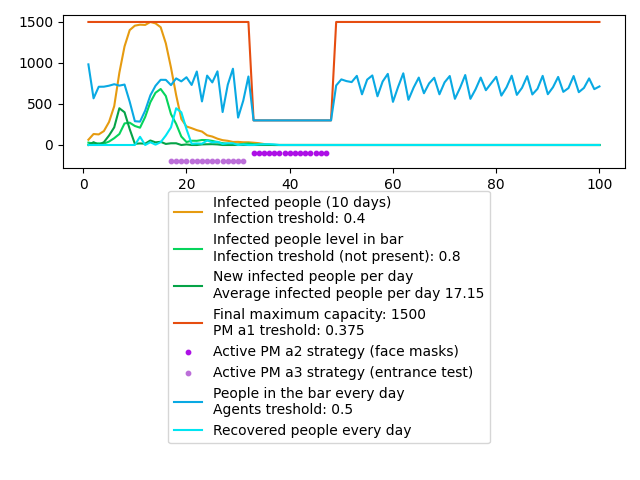 1500
1000
500
0
0
20
40
60
80
100
Infected people (10 days)
Infection treshold: 0.4
Infected people level in bar
Infection treshold (not present): 0.8
New infected people per day
Average infected people per day 17.15
Final maximum capacity: 1500
PM a1 treshold: 0.375
Active PM a2 strategy (face masks)
Active PM a3 strategy (entrance test)
People in the bar every day
Agents treshold: 0.5
Recovered people every day